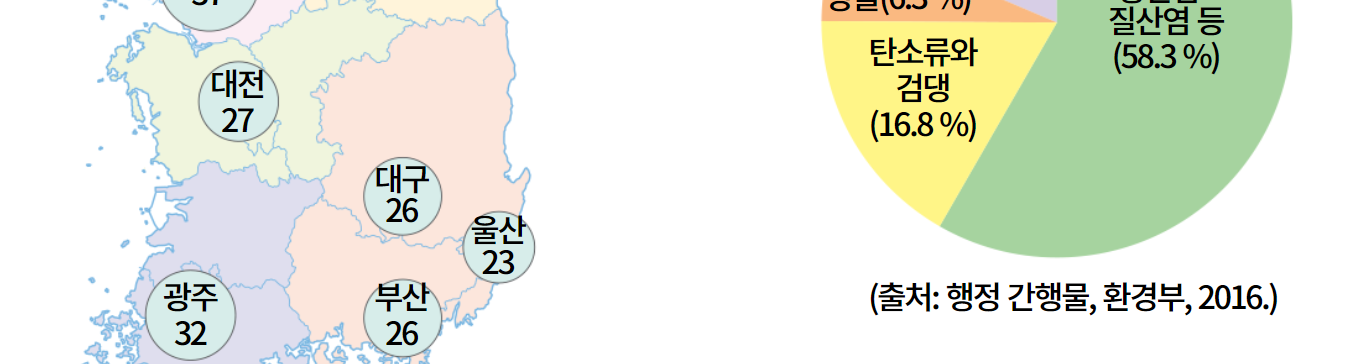 37
대전
27
대구
26
울산
23
광주
32
부산
26
질산염 등
(58.3 %)
탄소류와
검댕
(16.8 %)
(출처: 행정 간행물, 환경부, 2016.)